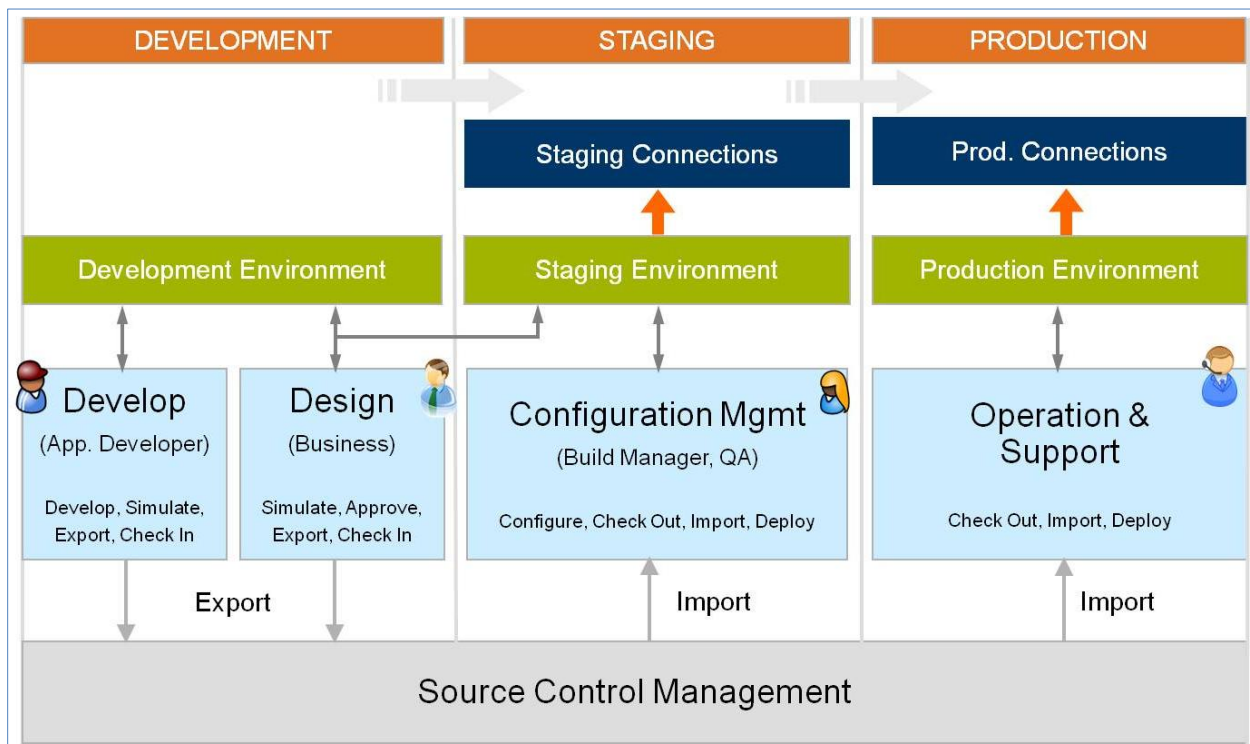 DEVELOPMENT
STAGING
PRODUCTION
Staging Connections
Prod. Connections
Development Environment
Staging Environment
Production Environment
Develop
(App. Developer)
Develop, Simulate,
Export, Check In
Design
(Business)
Simulate, Approve,
Export, Check In
Configuration Mgmt
(Build Manager, QA)
Configure, Check Out, Import, Deploy
Operation &
Support
Check Out, Import, Deploy
Export
Import
Import
Source Control Management